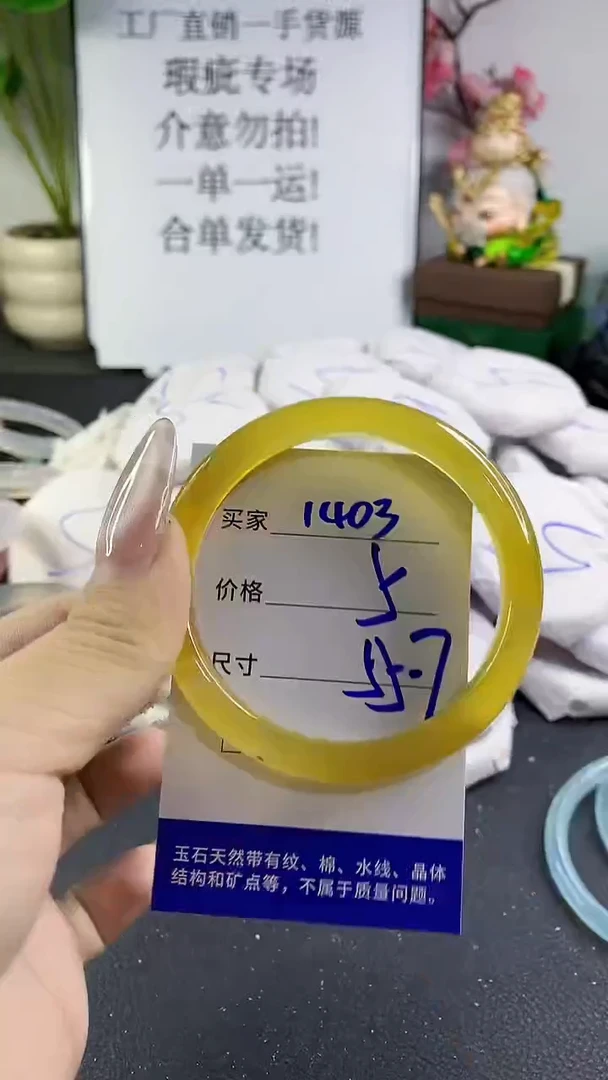 工厂直销一手货源
瑕疵专场
介意勿拍!
一单一运!
合单发货!
买家 1403
价格
尺寸
玉石天然带有纹、棉、水线、晶体
结构和矿点等，不属于质量问题。